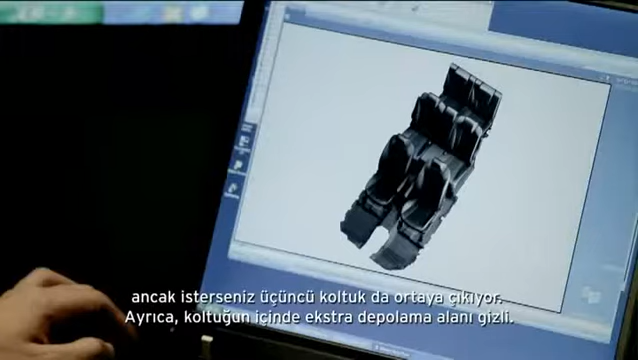 ancak isterseniz üçüncü koltuk da ortaya çıkıyor.
Ayrıca, koltuğun içinde ekstra depolama alanı gizli.